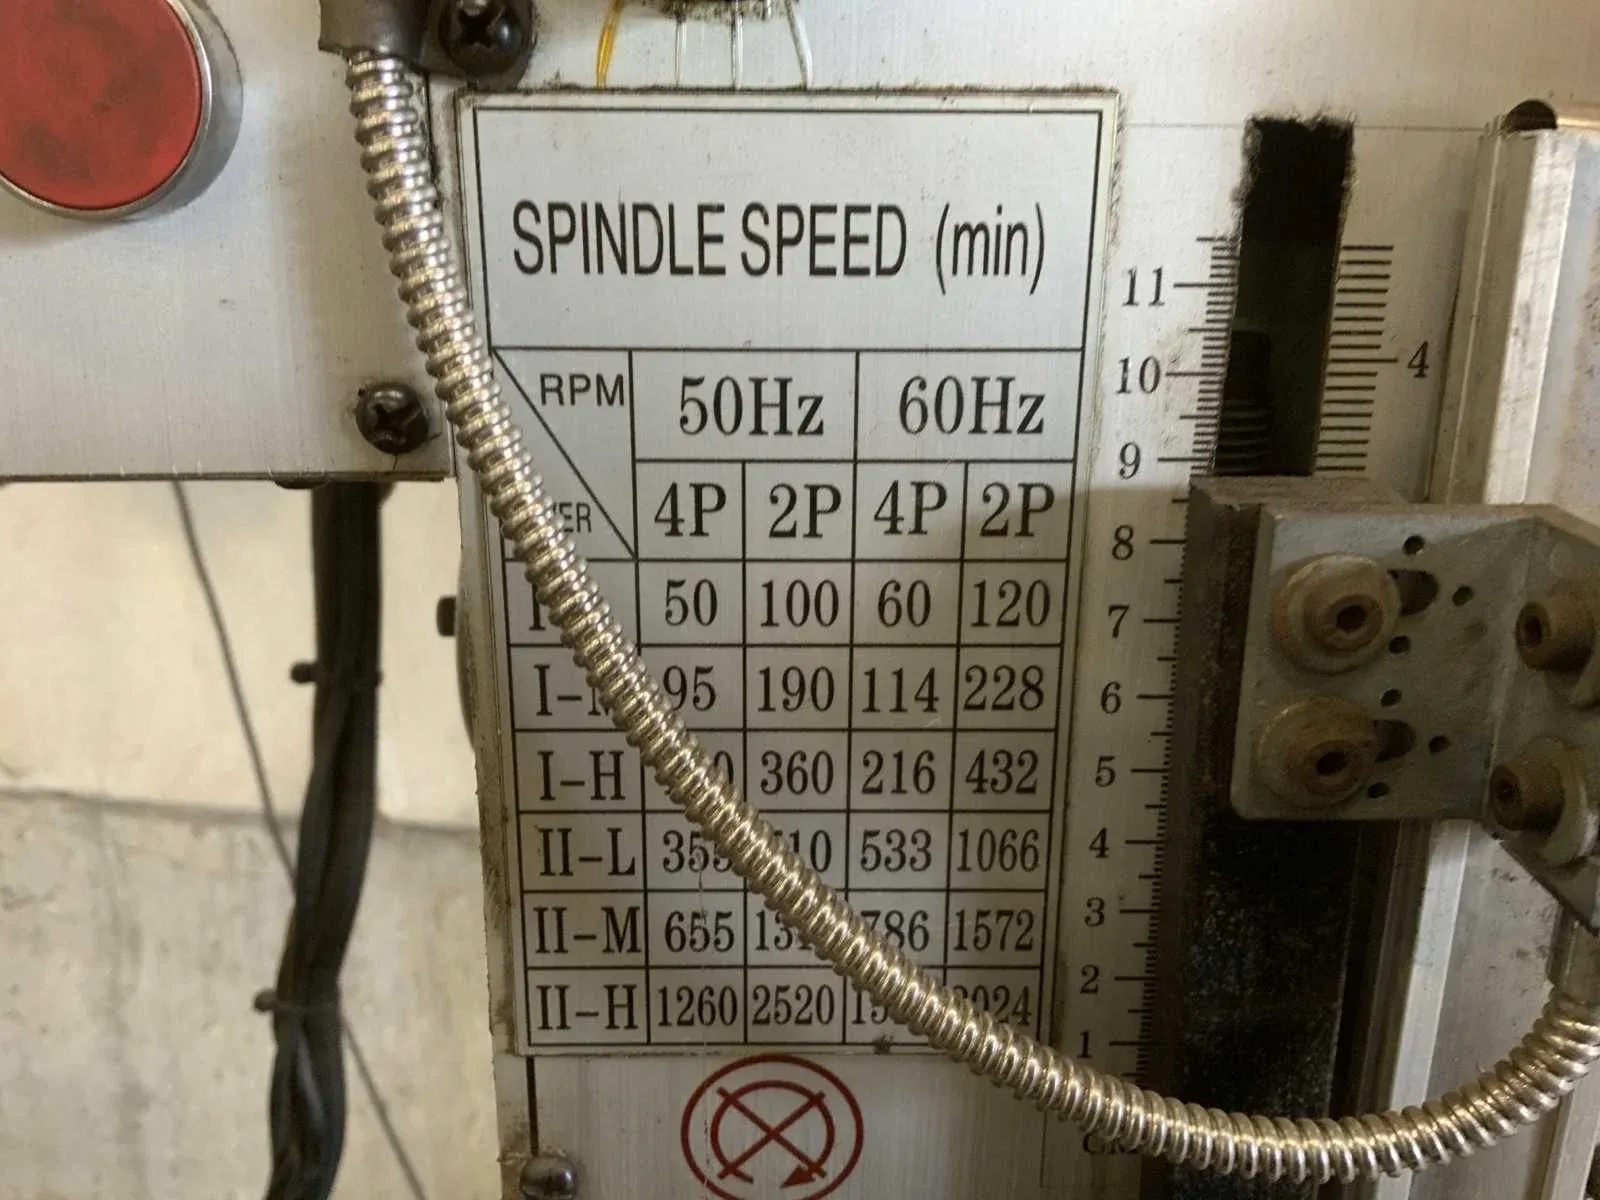 SPINDLE SPEED (min)
RPM 50Hz 60Hz
4P 2P 4P 2P
50 100 60 120
95 190 114 228
I-H 360 216 432
II-L 533 1066
II-M 655 1572
II-H 1260 2520
11
10
9
8
7
6
5
4
3
2
1
4